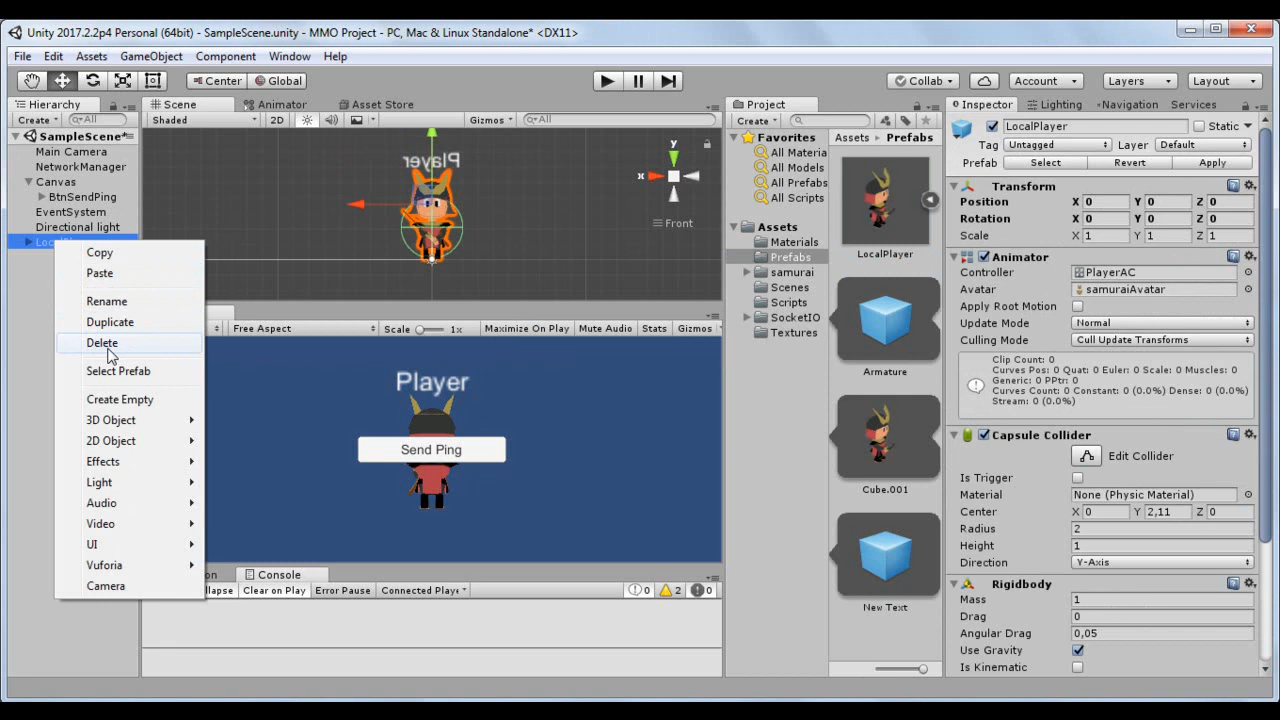 Unity 2017.2.2p4 Personal (64bit) - SampleScene.unity - MMO Project - PC, Mac & Linux Standalone* <DX11>
File Edit Assets GameObject Component Window Help
Center Global Collab Account Layers Layout
Hierarchy
Create All
SampleScene*
Main Camera
NetworkManager
Canvas
BtnSendPing
EventSystem
Directional light
Copy
Paste
Rename
Duplicate
Delete
Select Prefab
Create Empty
3D Object
2D Object
Effects
Light
Audio
Video
UI
Vuforia
Camera
Scene Animator Asset Store
Shaded 2D Gizmos All
Player
y
x
Front
Free Aspect Scale 1x Maximize On Play Mute Audio Stats Gizmos
Player
Send Ping
Console
Clear on Play Error Pause 0 2 0
Project
Create
Favorites
All Materia
All Models
All Prefabs
All Scripts
Assets
Materials
Prefabs
samurai
Scenes
Scripts
SocketIO
Textures
Assets Prefabs
LocalPlayer
Armature
Cube.001
New Text
Inspector Lighting Navigation Services
LocalPlayer Static
Tag Untagged Layer Default
Prefab Select Revert Apply
Transform
Position X 0 Y 0 Z 0
Rotation X 0 Y 0 Z 0
Scale X 1 Y 1 Z 1
Animator
Controller PlayerAC
Avatar samuraiAvatar
Apply Root Motion
Update Mode Normal
Culling Mode Cull Update Transforms
Clip Count: 0
Curves Pos: 0 Quat: 0 Euler: 0 Scale: 0 Muscles: 0
Generic: 0 PPtr: 0
Curves Count: 0 Constant: 0 (0.0%) Dense: 0 (0.0%)
Stream: 0 (0.0%)
Capsule Collider
Edit Collider
Is Trigger
Material None (Physic Material)
Center X 0 Y 2,11 Z 0
Radius 2
Height 1
Direction Y-Axis
Rigidbody
Mass 1
Drag 0
Angular Drag 0,05
Use Gravity
Is Kinematic